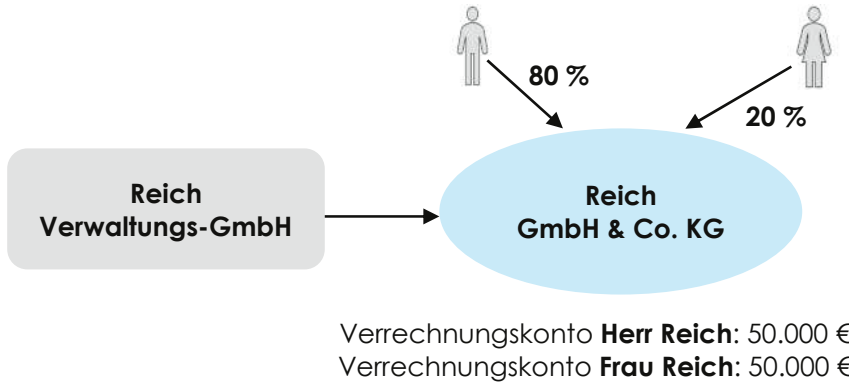 80 %
20 %
Reich
Verwaltungs-GmbH
Reich
GmbH & Co. KG
Verrechnungskonto Herr Reich: 50.000 €
Verrechnungskonto Frau Reich: 50.000 €